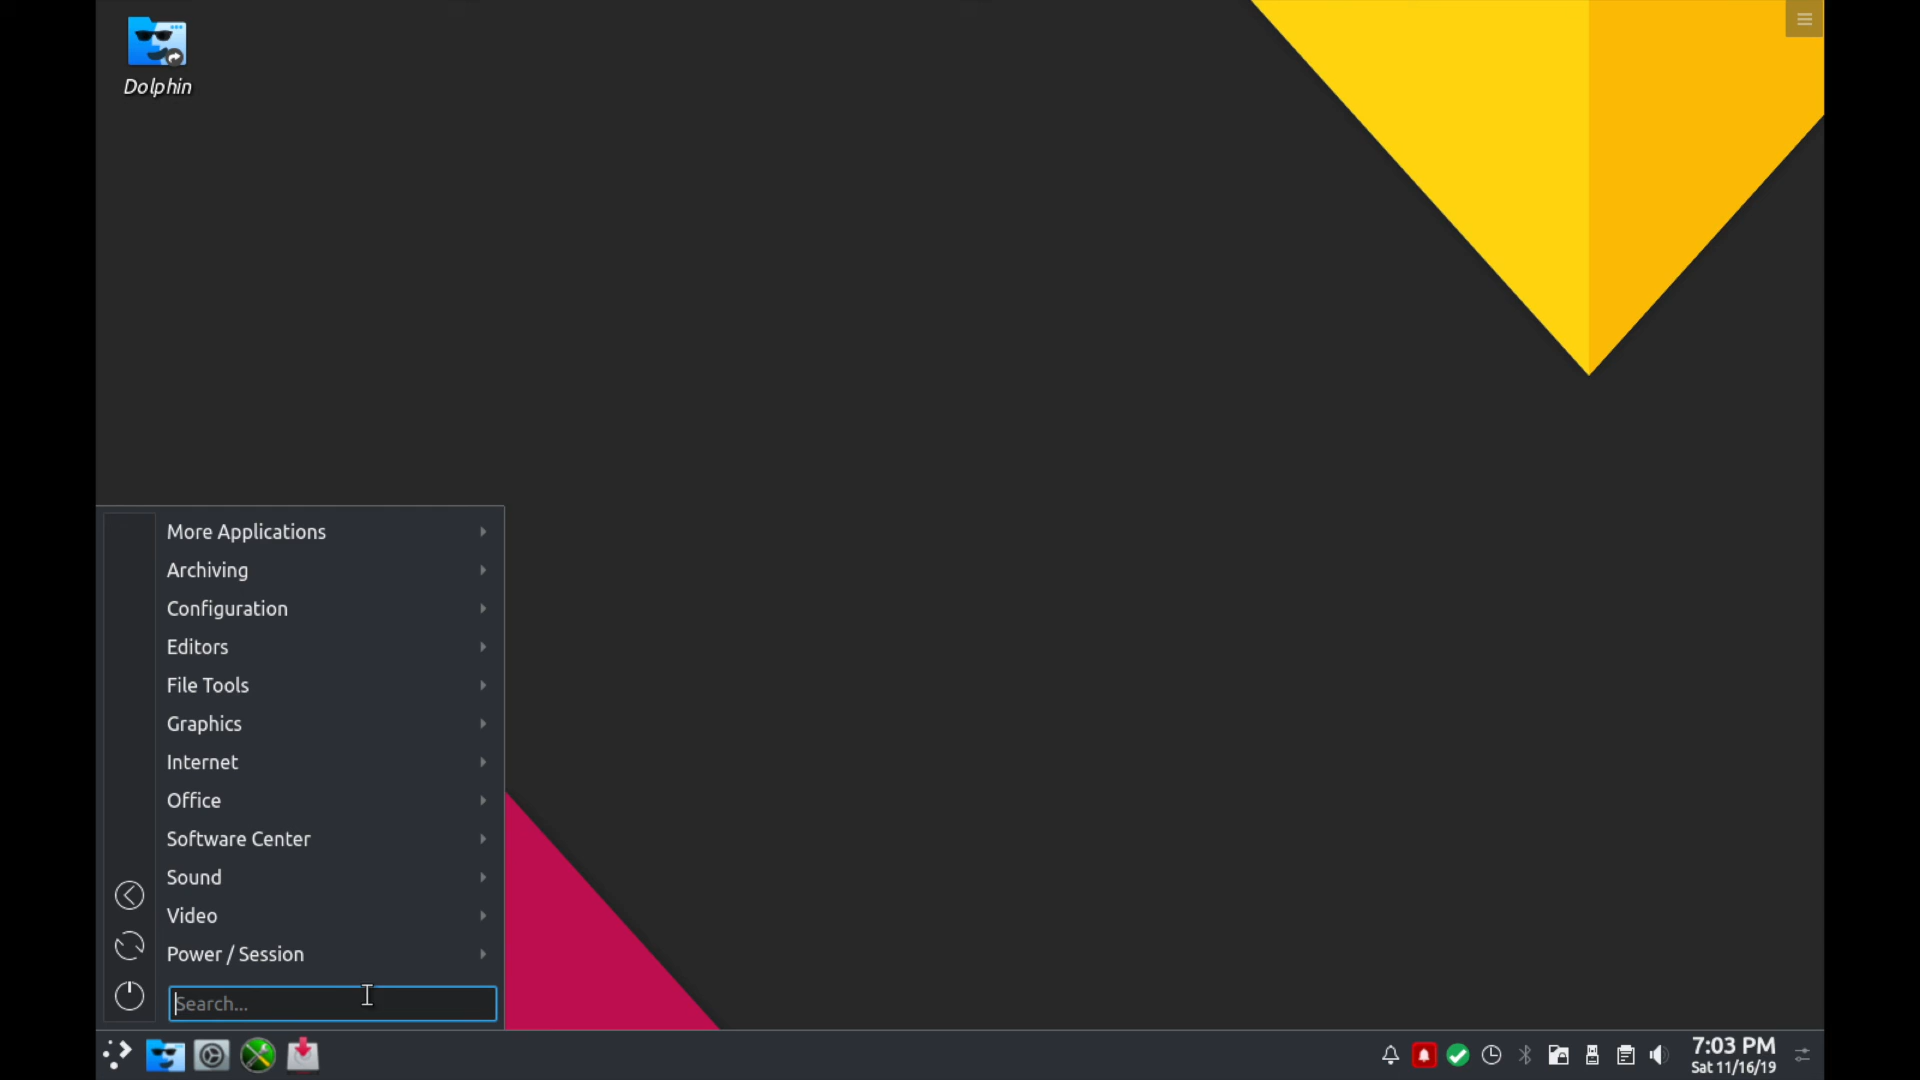 Dolphin
More Applications
Archiving
Configuration
Editors
File Tools
Graphics
Internet
Office
Software Center
Sound
Video
Power / Session
Search...
7:03 PM
Sat 11/16/19